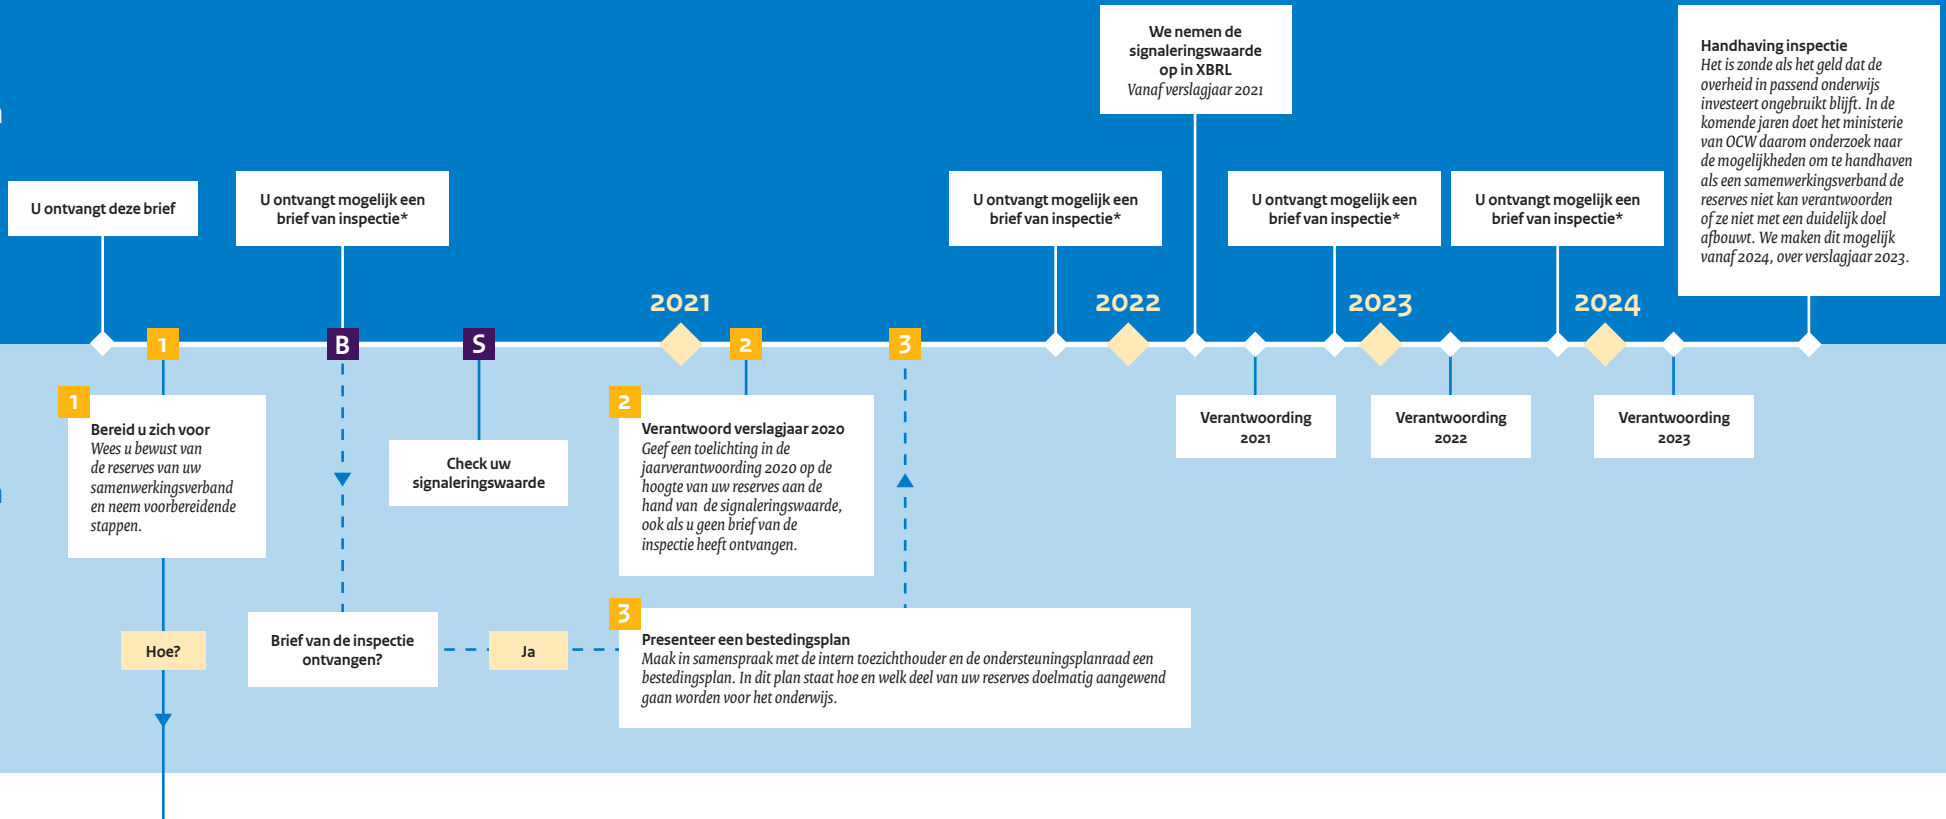 We nemen de
signaleringswaarde
op in XBRL
Vanaf verslagjaar 2021
Handhaving inspectie
Het is zonde als het geld dat de
overheid in passend onderwijs
investeert ongebruikt blijft. In de
komende jaren doet het ministerie
van OCW daarom onderzoek naar
de mogelijkheden om te handhaven
als een samenwerkingsverband de
reserves niet kan verantwoorden
of ze niet met een duidelijk doel
afbouwt. We maken dit mogelijk
vanaf 2024, over verslagjaar 2023.
U ontvangt deze brief
U ontvangt mogelijk een
brief van inspectie*
U ontvangt mogelijk een
brief van inspectie*
U ontvangt mogelijk een
brief van inspectie*
U ontvangt mogelijk een
brief van inspectie*
2021
2022
2023
2024
1
B
S
2
3
1
Bereid u zich voor
Wees u bewust van
de reserves van uw
samenwerkingsverband
en neem voorbereidende
stappen.
Check uw
signaleringswaarde
2
Verantwoord verslagjaar 2020
Geef een toelichting in de
jaarverantwoording 2020 op de
hoogte van uw reserves aan de
hand van de signaleringswaarde,
ook als u geen brief van de
inspectie heeft ontvangen.
Verantwoording
2021
Verantwoording
2022
Verantwoording
2023
Hoe?
Brief van de inspectie
ontvangen?
Ja
3
Presenteer een bestedingsplan
Maak in samenspraak met de intern toezichthouder en de ondersteuningsplanraad een
bestedingsplan. In dit plan staat hoe en welk deel van uw reserves doelmatig aangewend
gaan worden voor het onderwijs.